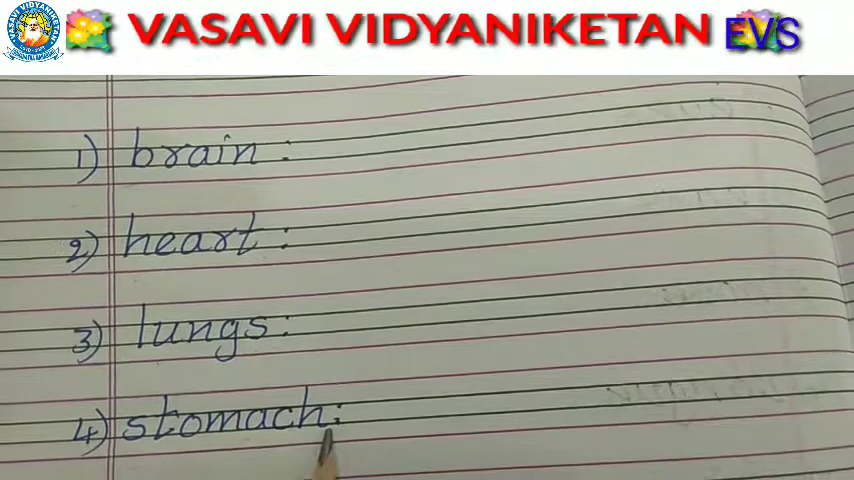 VASAVI VIDYANIKETAN EVS
1) brain :
2) heart :
3) lungs :
4) stomach :